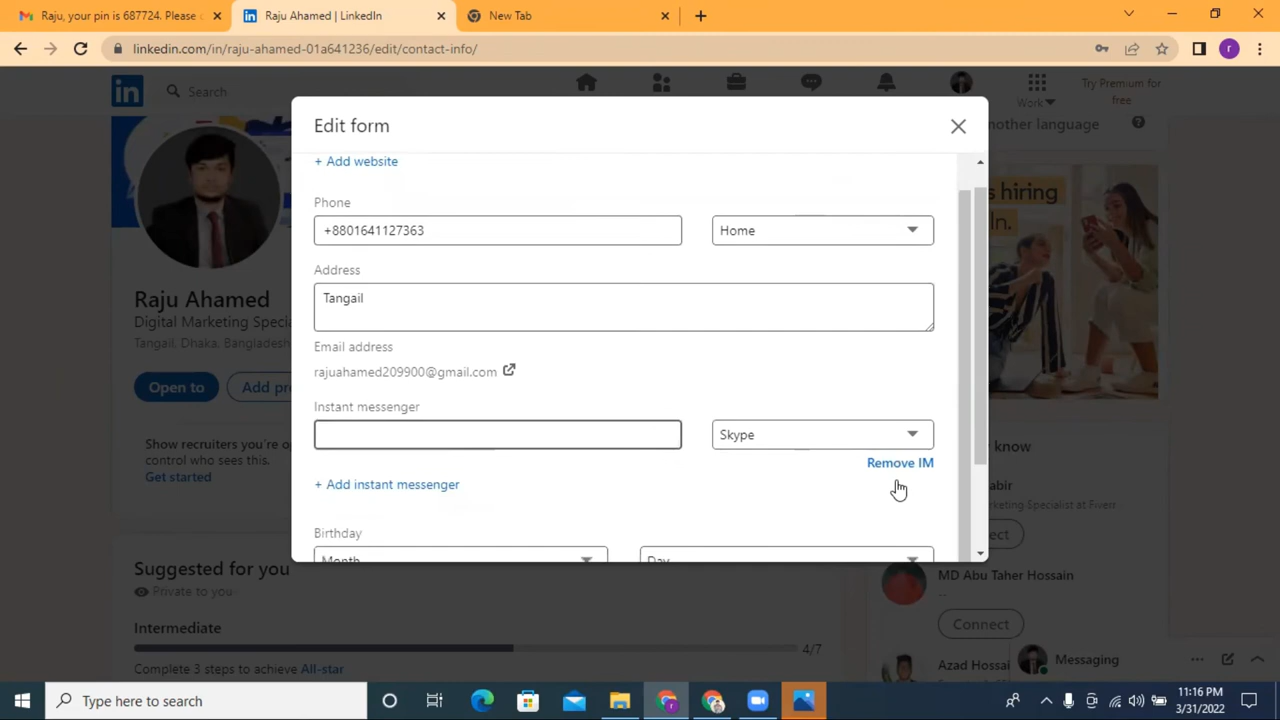 Raju, your pin is 687724. Please
Raju Ahamed | LinkedIn
New Tab
linkedin.com/in/raju-ahamed-01a641236/edit/contact-info/
r
in
Search
Work
Try Premium for
free
another language
Edit form
+ Add website
Phone
+8801641127363
Home
Address
Tangail
Email address
rajuahamed209900@gmail.com
Instant messenger
Skype
Remove IM
+ Add instant messenger
Birthday
Month
Day
Raju Ahamed
Digital Marketing Speci
Tangail, Dhaka, Bangladesh
Open to
Add pr
Show recruiters you're o
control who sees this.
Get started
Suggested for you
Private to you
Intermediate
4/7
Complete 3 steps to achieve All-star
s hiring
In.
know
abir
Marketing Specialist at Fiverr
ect
MD Abu Taher Hossain
--
Connect
Azad Hossai
Messaging
Type here to search
11:16 PM
3/31/2022